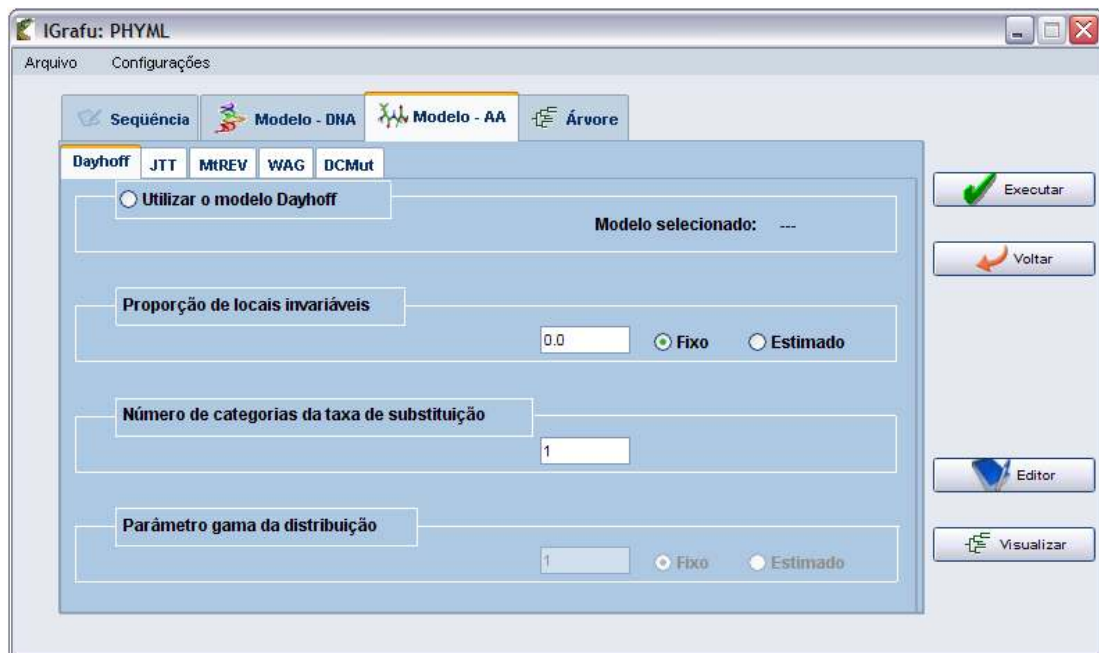 IGrafu: PHYML
Arquivo Configurações
Seqüência Modelo - DNA Modelo - AA Árvore
Dayhoff JTT MtREV WAG DCMut
Utilizar o modelo Dayhoff
Modelo selecionado: ---
Proporção de locais invariáveis
0.0 Fixo Estimado
Número de categorias da taxa de substituição
1
Parâmetro gama da distribuição
1 Fixo Estimado
Executar
Voltar
Editor
Visualizar